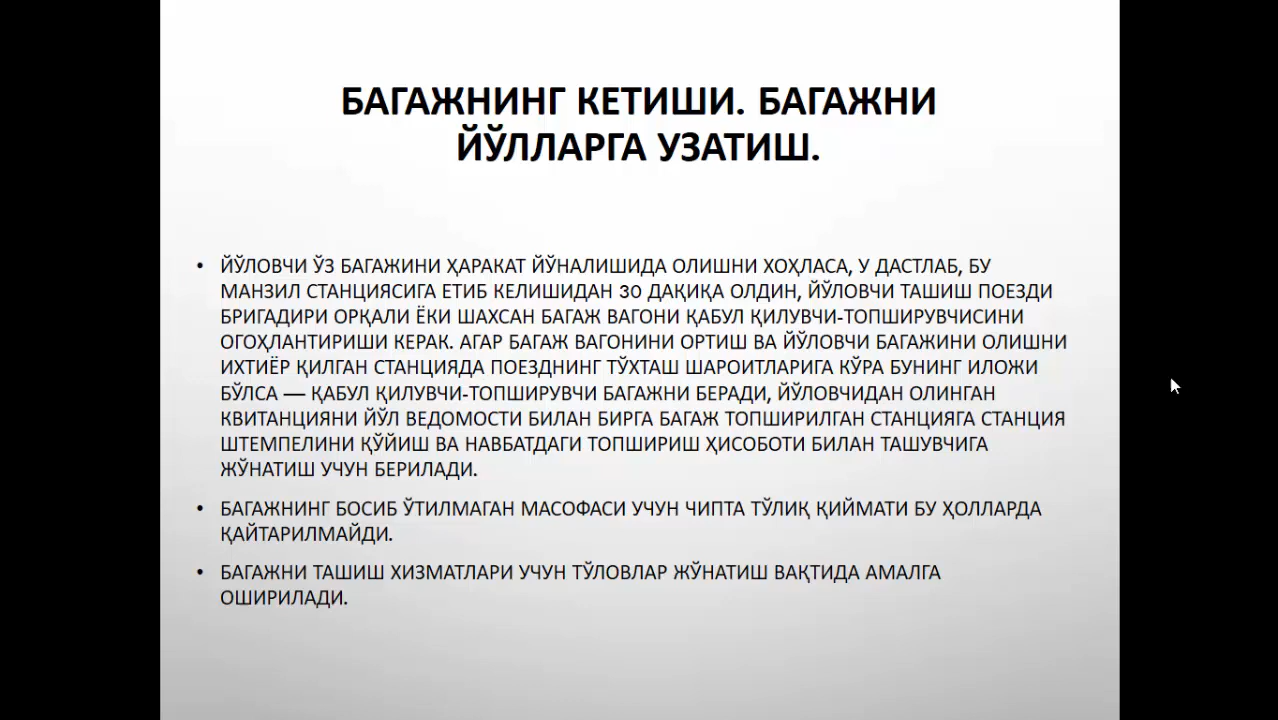 БАГАЖНИНГ КЕТИШИ. БАГАЖНИ
ЙЎЛЛАРГА УЗАТИШ.
• ЙЎЛОВЧИ ЎЗ БАГАЖИНИ ҲАРАКАТ ЙЎНАЛИШИДА ОЛИШНИ ХОҲЛАСА, У ДАСТЛАБ, БУ
МАНЗИЛ СТАНЦИЯСИГА ЕТИБ КЕЛИШИДАН 30 ДАҚИҚА ОЛДИН, ЙЎЛОВЧИ ТАШИШ ПОЕЗДИ
БРИГАДИРИ ОРҚАЛИ ЁКИ ШАХСАН БАГАЖ ВАГОНИ ҚАБУЛ ҚИЛУВЧИ-ТОПШИРУВЧИСИНИ
ОГОҲЛАНТИРИШИ КЕРАК. АГАР БАГАЖ ВАГОНИНИ ОРТИШ ВА ЙЎЛОВЧИ БАГАЖИНИ ОЛИШНИ
ИХТИЁР ҚИЛГАН СТАНЦИЯДА ПОЕЗДНИНГ ТЎХТАШ ШАРОИТЛАРИГА КЎРА БУНИНГ ИЛОЖИ
БЎЛСА — ҚАБУЛ ҚИЛУВЧИ-ТОПШИРУВЧИ БАГАЖНИ БЕРАДИ, ЙЎЛОВЧИДАН ОЛИНГАН
КВИТАНЦИЯНИ ЙЎЛ ВЕДОМОСТИ БИЛАН БИРГА БАГАЖ ТОПШИРИЛГАН СТАНЦИЯГА СТАНЦИЯ
ШТЕМПЕЛИНИ ҚЎЙИШ ВА НАВБАТДАГИ ТОПШИРИШ ҲИСОБОТИ БИЛАН ТАШУВЧИГА
ЖЎНАТИШ УЧУН БЕРИЛАДИ.
• БАГАЖНИНГ БОСИБ ЎТИЛМАГАН МАСОФАСИ УЧУН ЧИПТА ТЎЛИҚ ҚИЙМАТИ БУ ҲОЛЛАРДА
ҚАЙТАРИЛМАЙДИ.
• БАГАЖНИ ТАШИШ ХИЗМАТЛАРИ УЧУН ТЎЛОВЛАР ЖЎНАТИШ ВАҚТИДА АМАЛГА
ОШИРИЛАДИ.